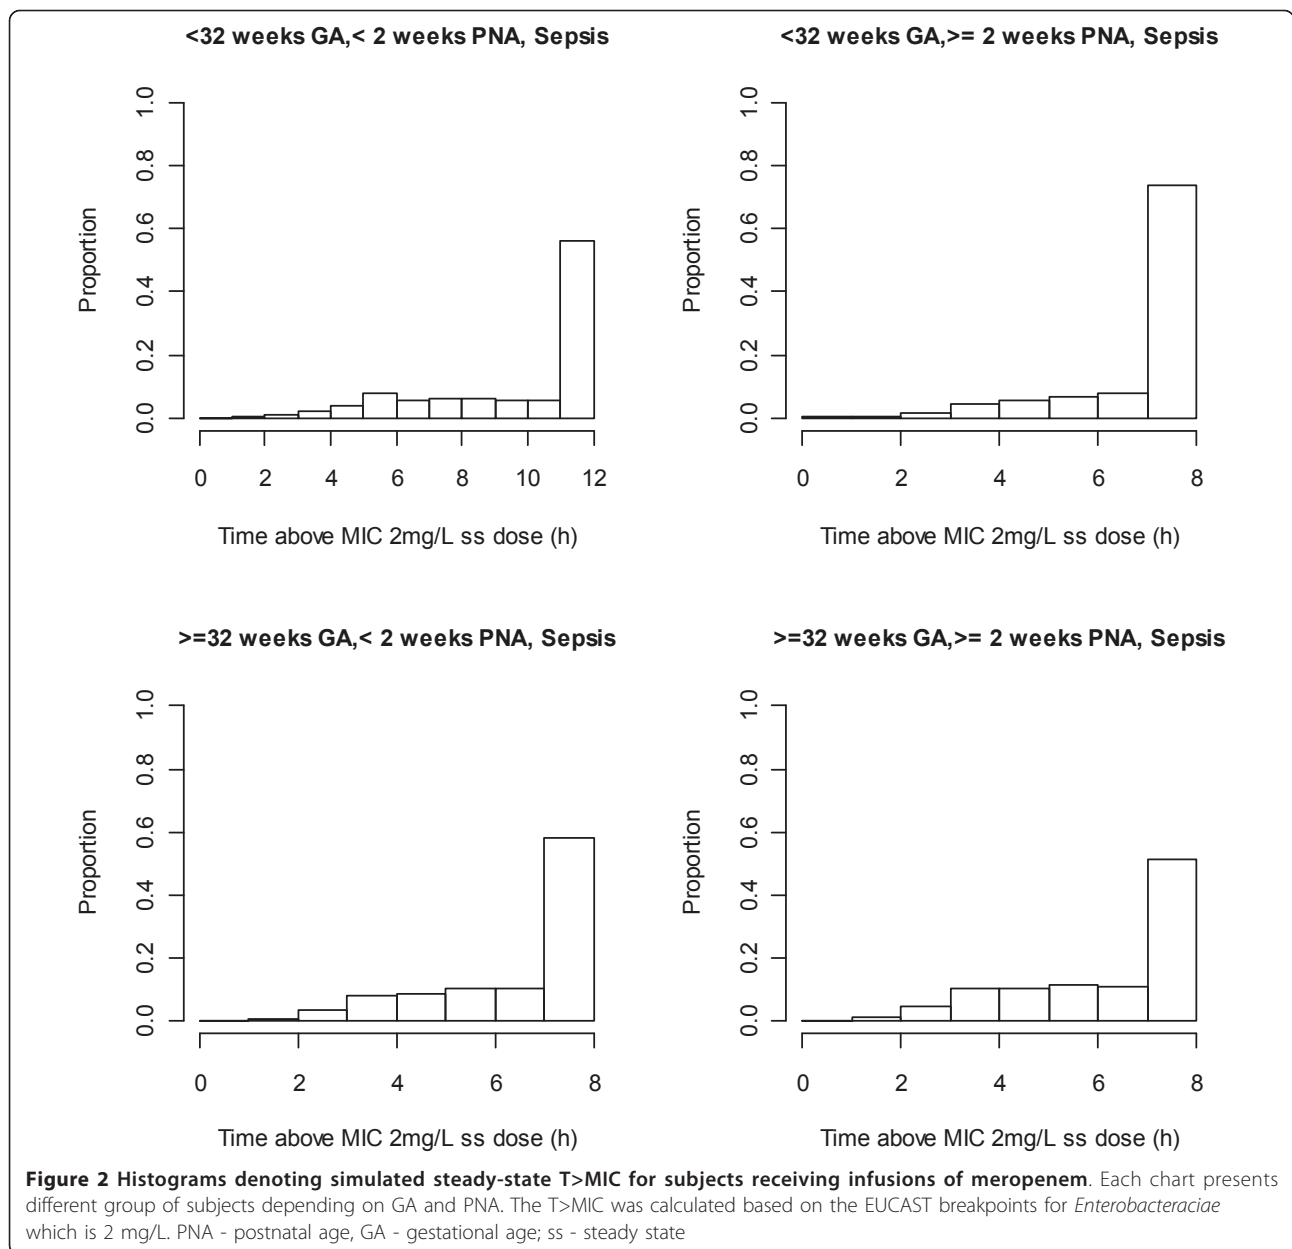 <32 weeks GA,< 2 weeks PNA, Sepsis
Proportion
0.0 0.2 0.4 0.6 0.8 1.0
0 2 4 6 8 10 12
Time above MIC 2mg/L ss dose (h)
<32 weeks GA,>= 2 weeks PNA, Sepsis
Proportion
0.0 0.2 0.4 0.6 0.8 1.0
0 2 4 6 8
Time above MIC 2mg/L ss dose (h)
>=32 weeks GA,< 2 weeks PNA, Sepsis
Proportion
0.0 0.2 0.4 0.6 0.8 1.0
0 2 4 6 8
Time above MIC 2mg/L ss dose (h)
>=32 weeks GA,>= 2 weeks PNA, Sepsis
Proportion
0.0 0.2 0.4 0.6 0.8 1.0
0 2 4 6 8
Time above MIC 2mg/L ss dose (h)
Figure 2 Histograms denoting simulated steady-state T>MIC for subjects receiving infusions of meropenem. Each chart presents
different group of subjects depending on GA and PNA. The T>MIC was calculated based on the EUCAST breakpoints for Enterobacteraciae
which is 2 mg/L. PNA - postnatal age, GA - gestational age; ss - steady state